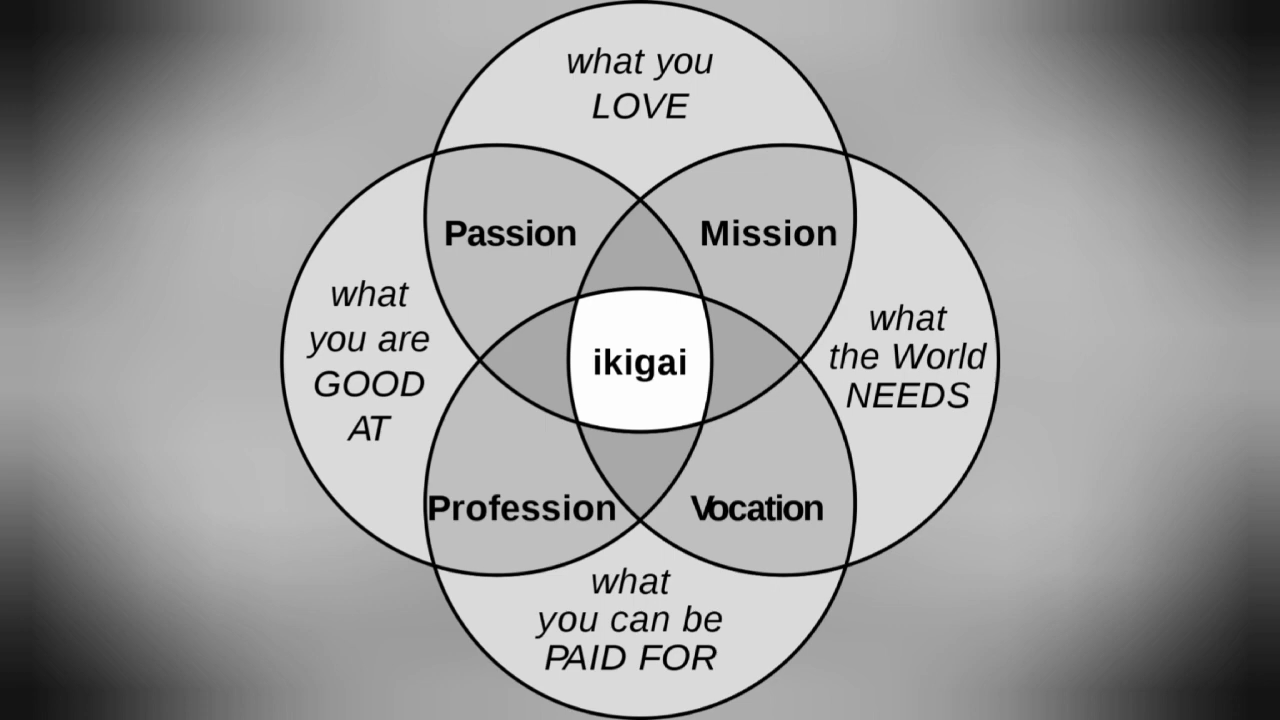 what you
LOVE
Passion
Mission
what
you are
GOOD
AT
ikigai
what
the World
NEEDS
Profession
Vocation
what
you can be
PAID FOR